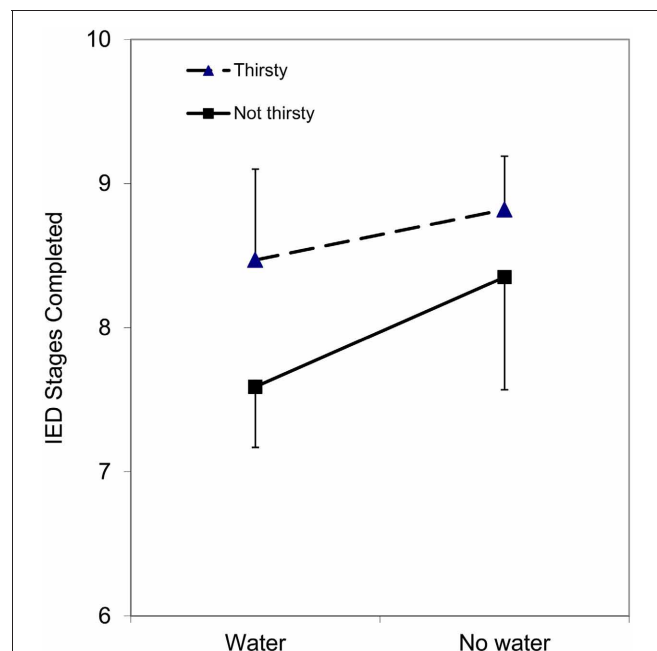 10
Thirsty
Not thirsty
9
8
7
6
IED Stages Completed
Water
No water